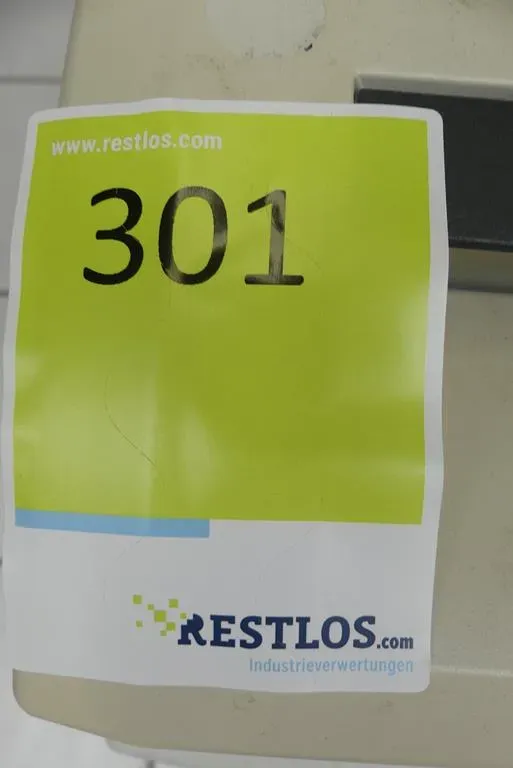 www.restlos.com
301
RESTLOS.com
Industrieverwertungen